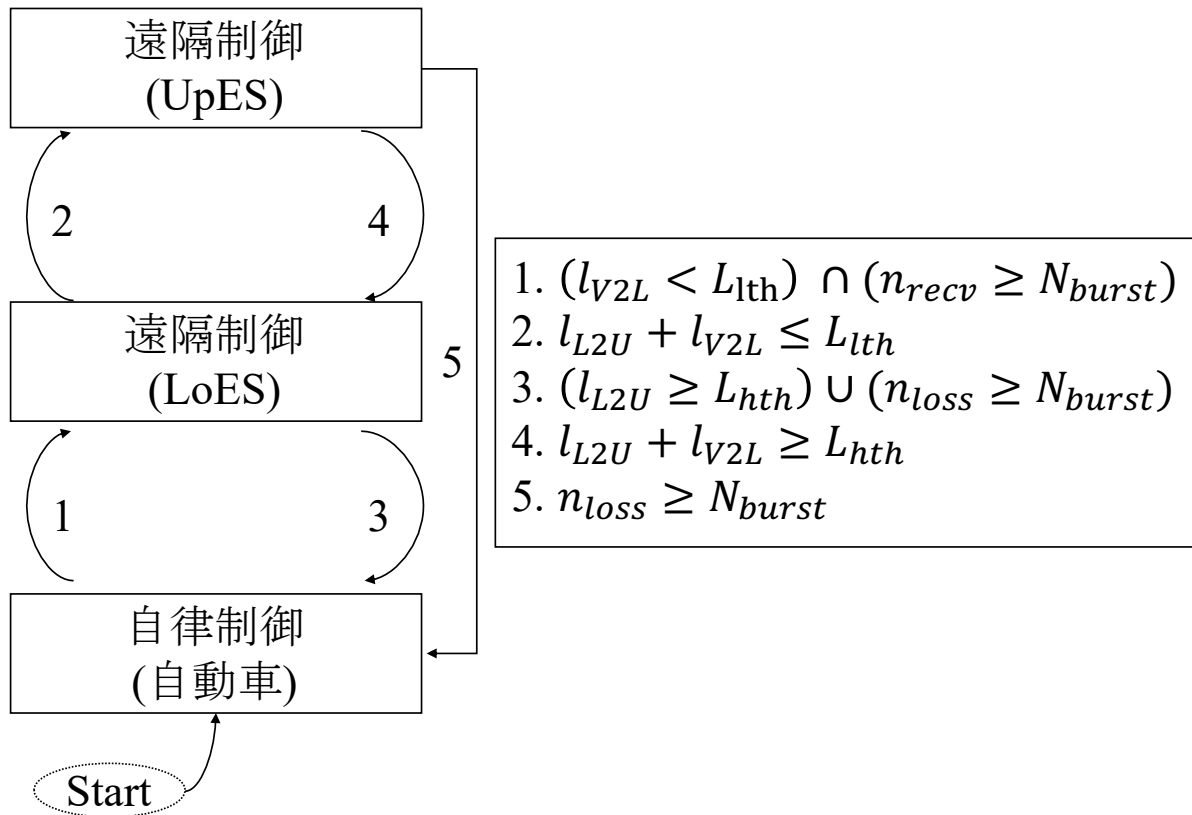 遠隔制御
(UpES)
2
4
遠隔制御
(LoES)
5
1
3
自律制御
(自動車)
Start
1. (l_{V2L} < L_{lth}) ∩ (n_{recv} ≥ N_{burst})
2. l_{L2U} + l_{V2L} ≤ L_{lth}
3. (l_{L2U} ≥ L_{hth}) ∪ (n_{loss} ≥ N_{burst})
4. l_{L2U} + l_{V2L} ≥ L_{hth}
5. n_{loss} ≥ N_{burst}